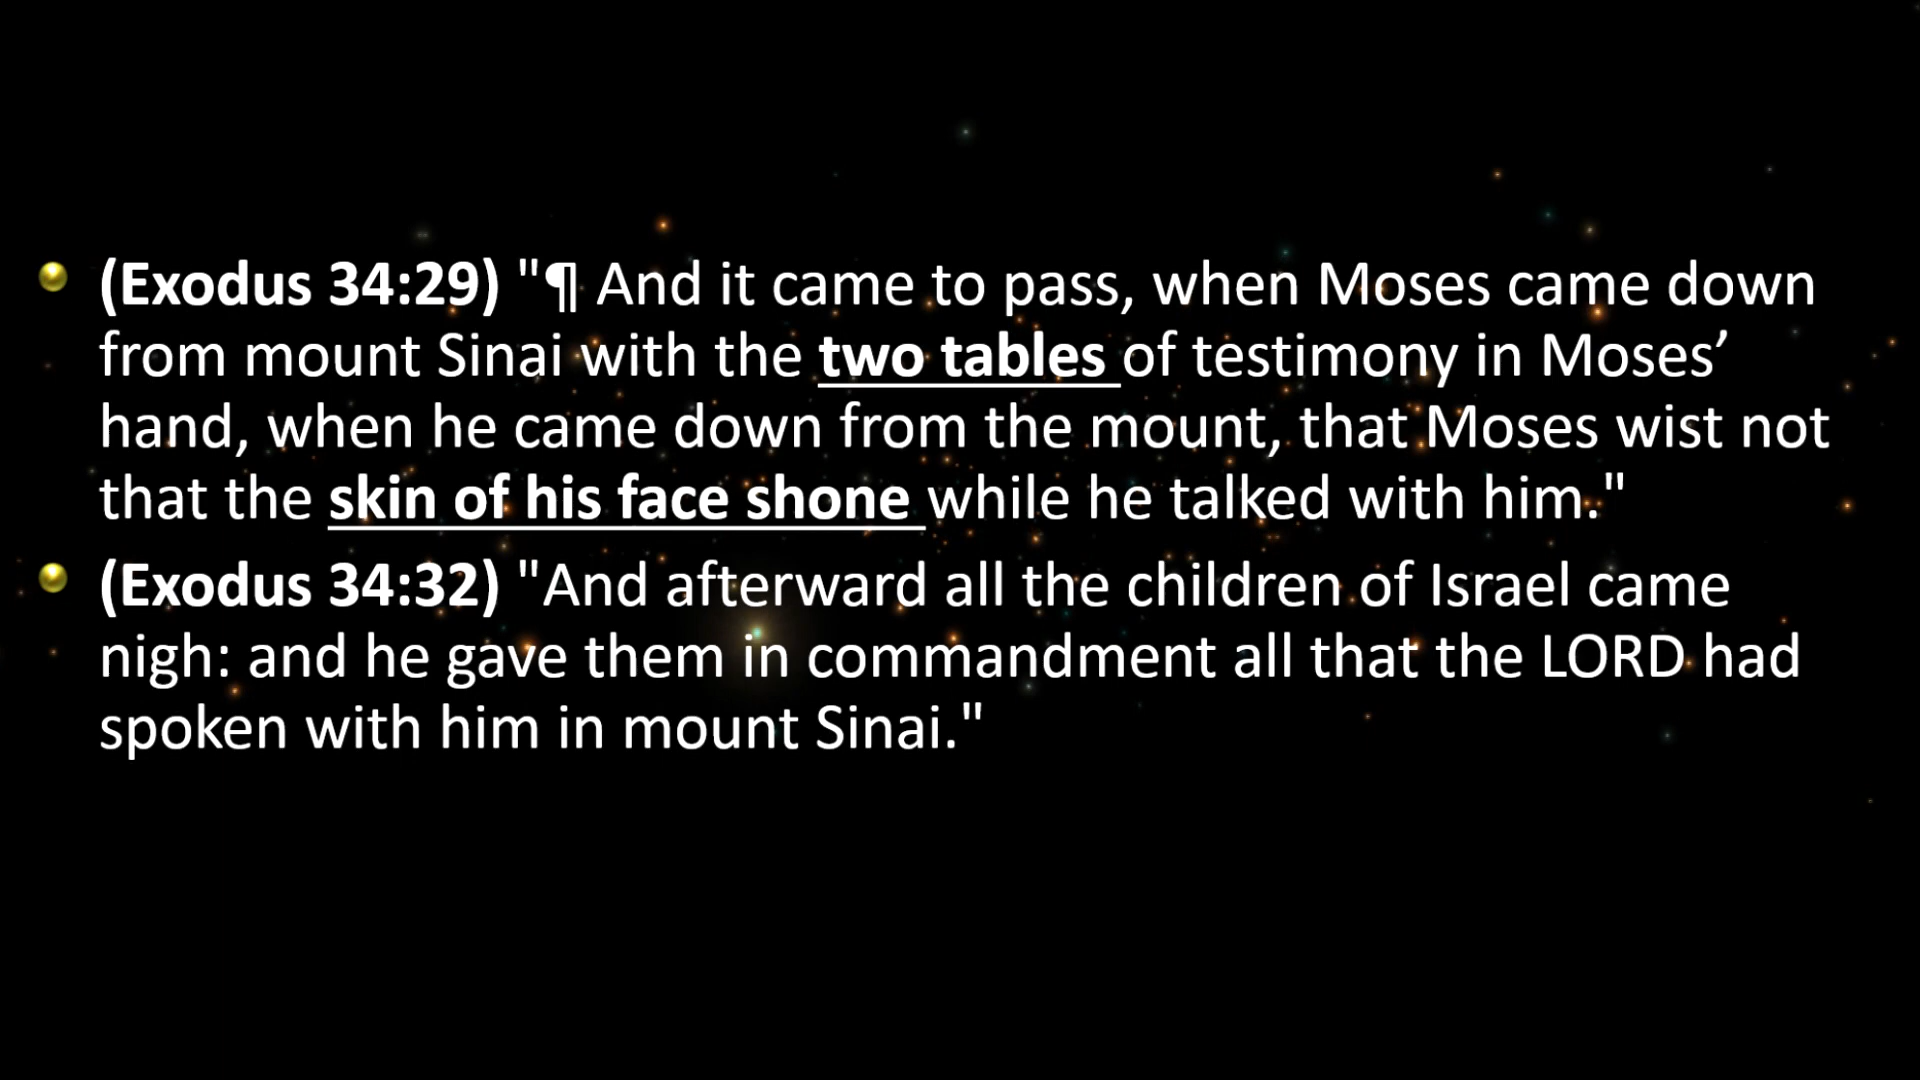 (Exodus 34:29) "¶ And it came to pass, when Moses came down
from mount Sinai with the two tables of testimony in Moses’
hand, when he came down from the mount, that Moses wist not
that the skin of his face shone while he talked with him."
(Exodus 34:32) "And afterward all the children of Israel came
nigh: and he gave them in commandment all that the LORD had
spoken with him in mount Sinai."